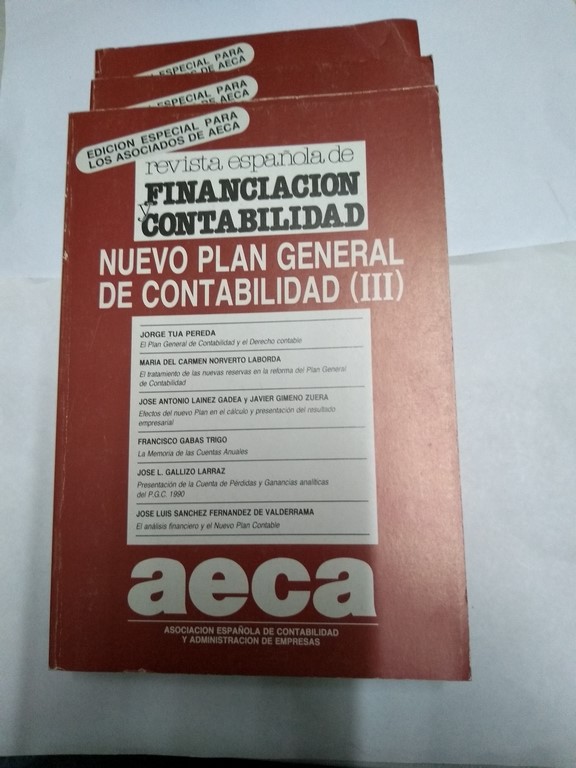 ESPECIAL PARA
DE AECA
ESPECIAL PARA
DE AECA
EDICION ESPECIAL PARA
LOS ASOCIADOS DE AECA
revista española de
FINANCIACION
y CONTABILIDAD
NUEVO PLAN GENERAL
DE CONTABILIDAD (III)
JORGE TUA PEREDA
El Plan General de Contabilidad y el Derecho contable
MARIA DEL CARMEN NORVERTO LABORDA
El tratamiento de las nuevas reservas en la reforma del Plan General
de Contabilidad
JOSE ANTONIO LAINEZ GADEA y JAVIER GIMENO ZUERA
Efectos del nuevo Plan en el cálculo y presentación del resultado
empresarial
FRANCISCO GABAS TRIGO
La Memoria de las Cuentas Anuales
JOSE L. GALLIZO LARRAZ
Presentación de la Cuenta de Pérdidas y Ganancias analíticas
del P.G.C. 1990
JOSE LUIS SANCHEZ FERNANDEZ DE VALDERRAMA
El análisis financiero y el Nuevo Plan Contable
aeca
ASOCIACION ESPAÑOLA DE CONTABILIDAD
Y ADMINISTRACION DE EMPRESAS